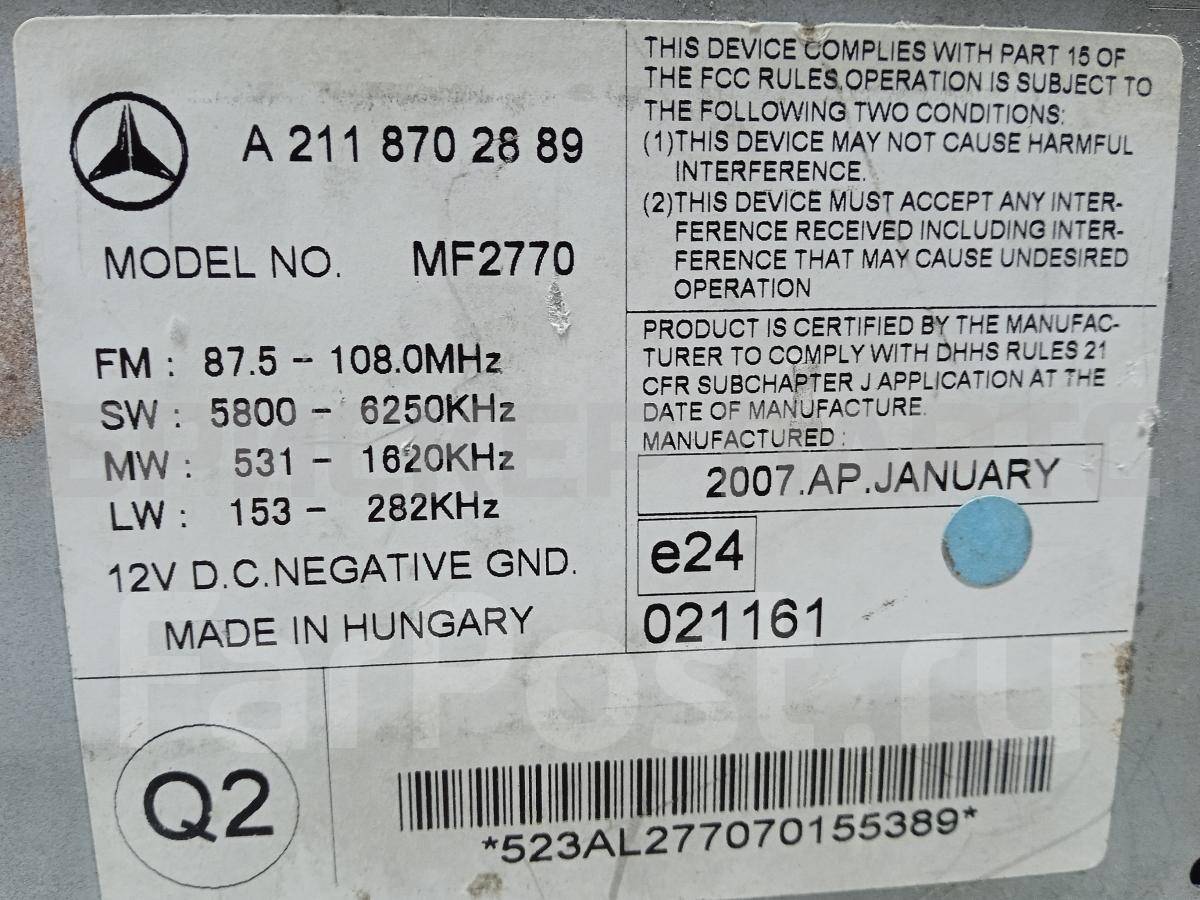 A 211 870 28 89
MODEL NO. MF2770
FM : 87.5 - 108.0MHz
SW : 5800 - 6250KHz
MW : 531 - 1620KHz
LW : 153 - 282KHz
12V D.C.NEGATIVE GND.
MADE IN HUNGARY
THIS DEVICE COMPLIES WITH PART 15 OF
THE FCC RULES,OPERATION IS SUBJECT TO
THE FOLLOWING TWO CONDITIONS:
(1)THIS DEVICE MAY NOT CAUSE HARMFUL
INTERFERENCE.
(2)THIS DEVICE MUST ACCEPT ANY INTER-
FERENCE RECEIVED INCLUDING INTER-
FERENCE THAT MAY CAUSE UNDESIRED
OPERATION
PRODUCT IS CERTIFIED BY THE MANUFAC-
TURER TO COMPLY WITH DHHS RULES 21
CFR SUBCHAPTER J APPLICATION AT THE
DATE OF MANUFACTURE.
MANUFACTURED :
2007.AP.JANUARY
e24
021161
Q2
*523AL277070155389*
FarPost.ru